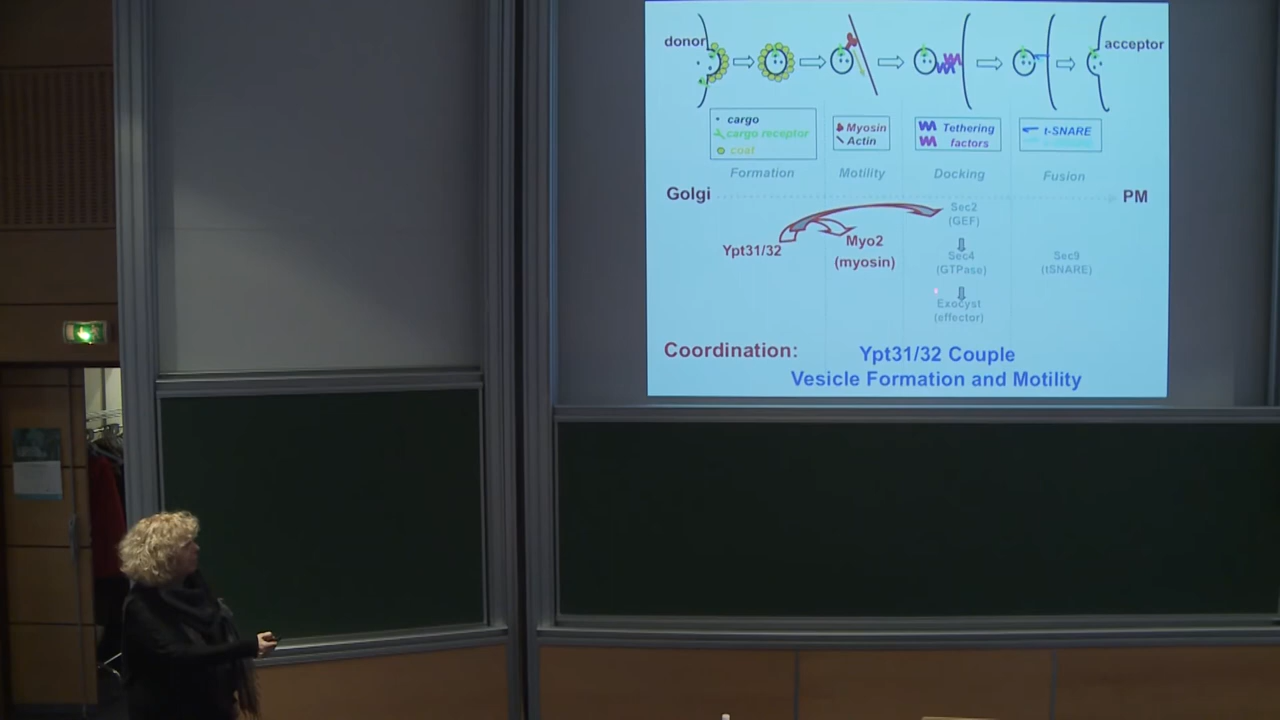 donor
acceptor
cargo
cargo receptor
coat
Myosin
Actin
Tethering
factors
t-SNARE
Formation
Motility
Docking
Fusion
Golgi
PM
Ypt31/32
Myo2
(myosin)
Sec2
(GEF)
Sec4
(GTPase)
Exocyst
(effector)
Sec9
(tSNARE)
Coordination:
Ypt31/32 Couple
Vesicle Formation and Motility